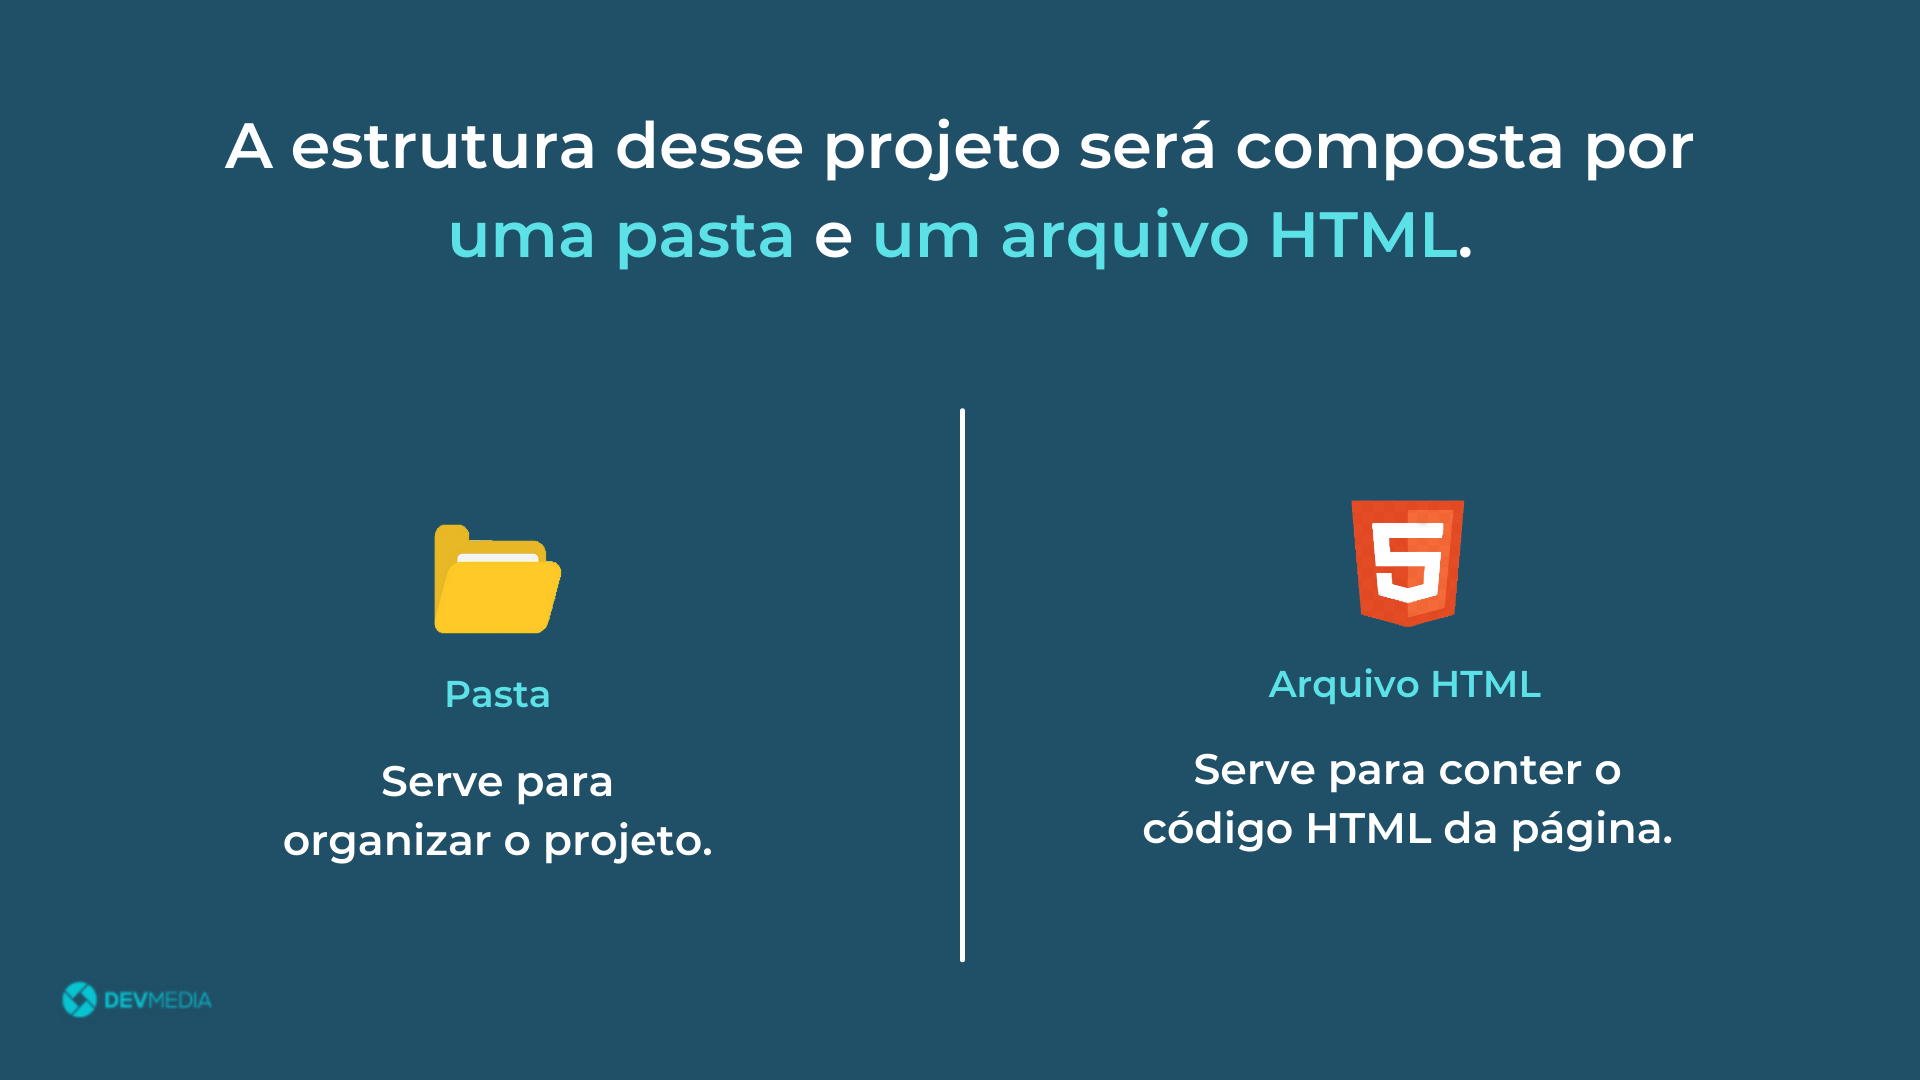 A estrutura desse projeto será composta por
uma pasta e um arquivo HTML.
Pasta
Serve para
organizar o projeto.
Arquivo HTML
Serve para conter o
código HTML da página.
DEVMEDIA